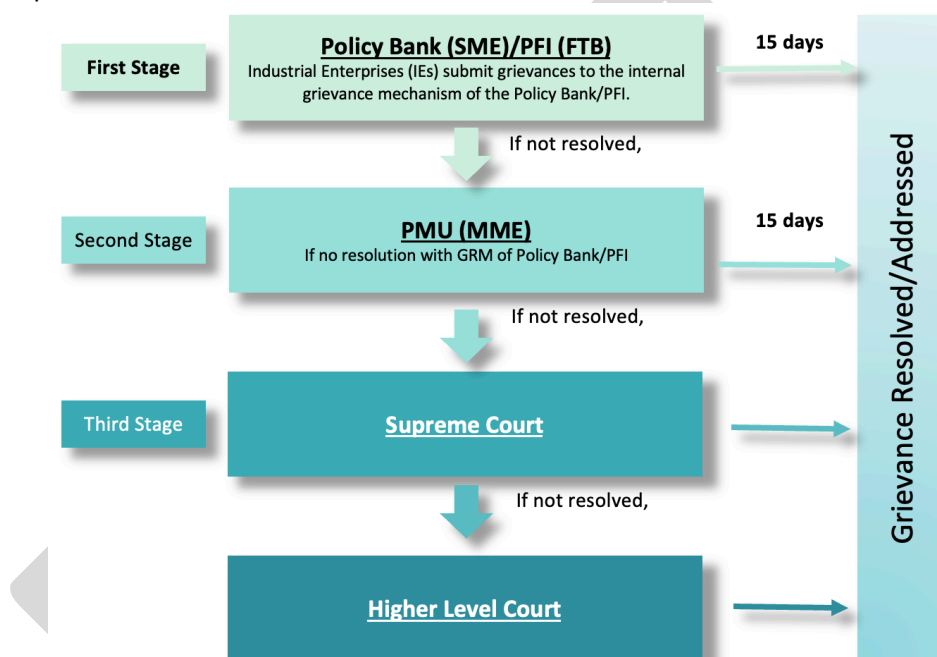 Policy Bank (SME)/PFI (FTB)
15 days
First Stage
Industrial Enterprises (IEs) submit grievances to the internal
grievance mechanism of the Policy Bank/PFI.
If not resolved,
PMU (MME)
15 days
Second Stage
If no resolution with GRM of Policy Bank/PFI
If not resolved,
Third Stage
Supreme Court
If not resolved,
Higher Level Court
Grievance Resolved/Addressed